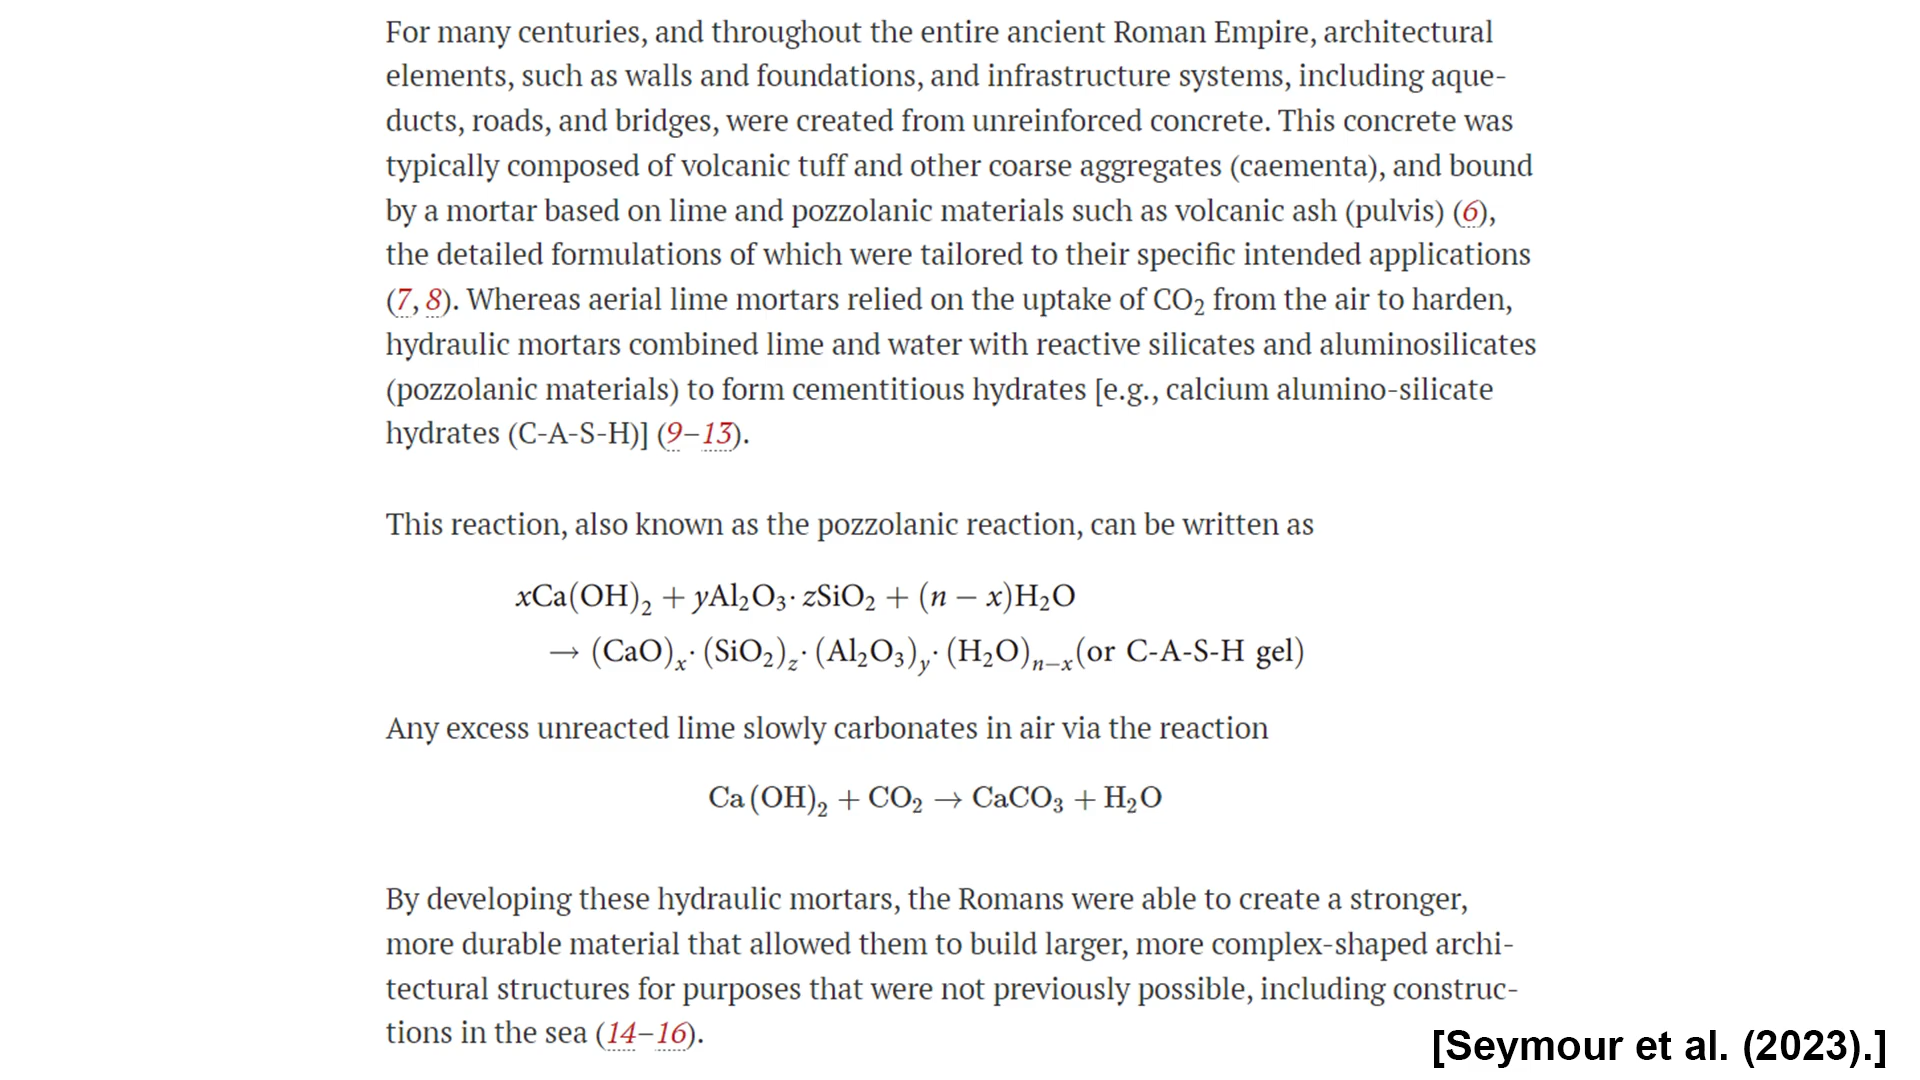 For many centuries, and throughout the entire ancient Roman Empire, architectural
elements, such as walls and foundations, and infrastructure systems, including aque-
ducts, roads, and bridges, were created from unreinforced concrete. This concrete was
typically composed of volcanic tuff and other coarse aggregates (caementa), and bound
by a mortar based on lime and pozzolanic materials such as volcanic ash (pulvis) (6),
the detailed formulations of which were tailored to their specific intended applications
(7, 8). Whereas aerial lime mortars relied on the uptake of CO₂ from the air to harden,
hydraulic mortars combined lime and water with reactive silicates and aluminosilicates
(pozzolanic materials) to form cementitious hydrates [e.g., calcium alumino-silicate
hydrates (C-A-S-H)] (9–13).
This reaction, also known as the pozzolanic reaction, can be written as
xCa(OH)₂ + yAl₂O₃· zSiO₂ + (n − x)H₂O
→ (CaO)ₓ· (SiO₂)_z· (Al₂O₃)_y· (H₂O)_n−x(or C-A-S-H gel)
Any excess unreacted lime slowly carbonates in air via the reaction
Ca(OH)₂ + CO₂ → CaCO₃ + H₂O
By developing these hydraulic mortars, the Romans were able to create a stronger,
more durable material that allowed them to build larger, more complex-shaped archi-
tectural structures for purposes that were not previously possible, including construc-
tions in the sea (14–16).
[Seymour et al. (2023).]